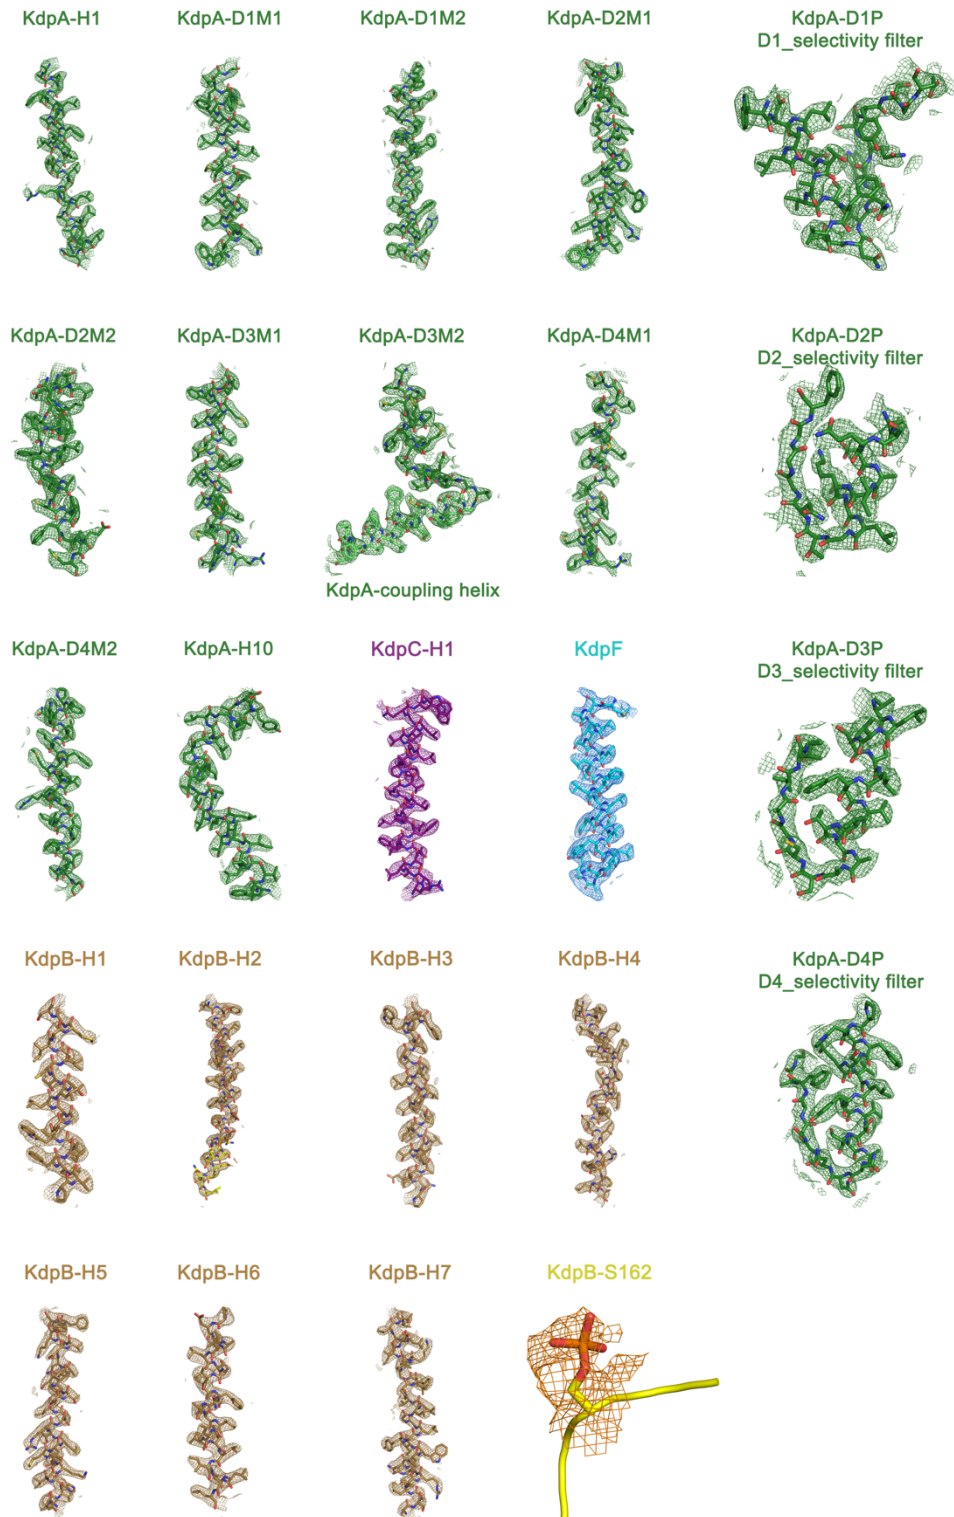 KdpA-H1
KdpA-D1M1
KdpA-D1M2
KdpA-D2M1
KdpA-D1P
D1_selectivity filter
KdpA-D2M2
KdpA-D3M1
KdpA-D3M2
KdpA-D4M1
KdpA-D2P
D2_selectivity filter
KdpA-coupling helix
KdpA-D4M2
KdpA-H10
KdpC-H1
KdpF
KdpA-D3P
D3_selectivity filter
KdpB-H1
KdpB-H2
KdpB-H3
KdpB-H4
KdpA-D4P
D4_selectivity filter
KdpB-H5
KdpB-H6
KdpB-H7
KdpB-S162